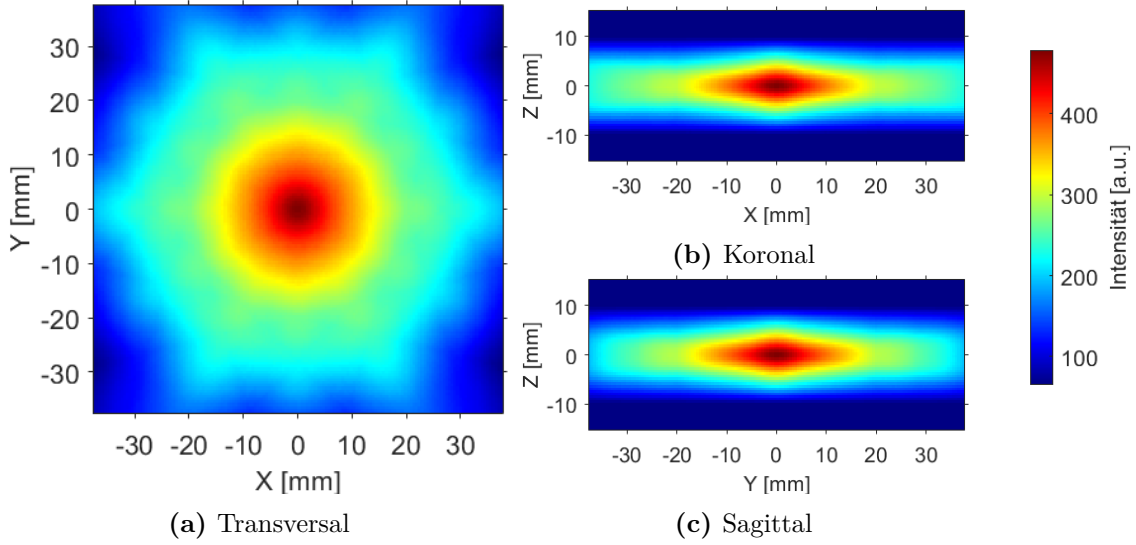 30
20
10
0
-10
-20
-30
Y [mm]
-30 -20 -10 0 10 20 30
X [mm]
(a) Transversal
10
0
-10
Z [mm]
-30 -20 -10 0 10 20 30
X [mm]
(b) Koronal
10
0
-10
Z [mm]
-30 -20 -10 0 10 20 30
Y [mm]
(c) Sagittal
400
300
200
100
Intensität [a.u.]